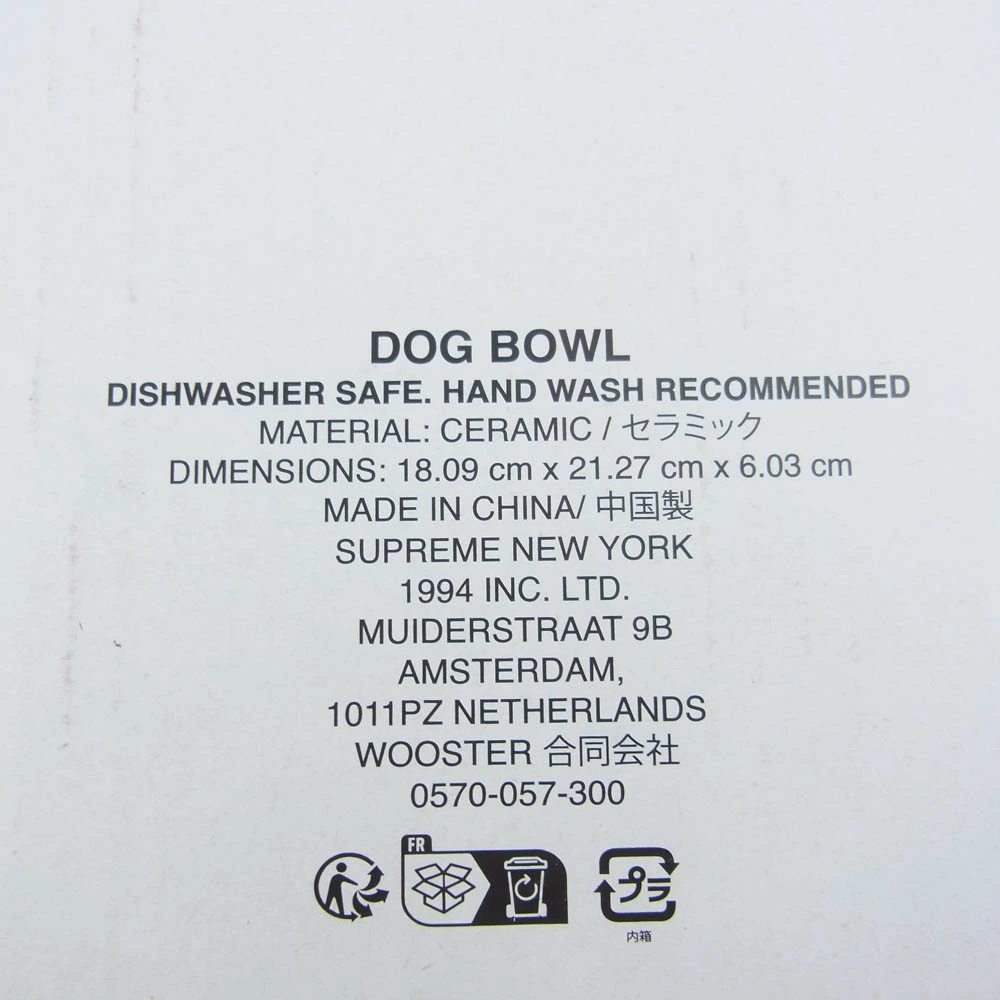 DOG BOWL
DISHWASHER SAFE. HAND WASH RECOMMENDED
MATERIAL: CERAMIC / セラミック
DIMENSIONS: 18.09 cm x 21.27 cm x 6.03 cm
MADE IN CHINA/ 中国製
SUPREME NEW YORK
1994 INC. LTD.
MUIDERSTRAAT 9B
AMSTERDAM,
1011PZ NETHERLANDS
WOOSTER 合同会社
0570-057-300
FR
プラ
内箱